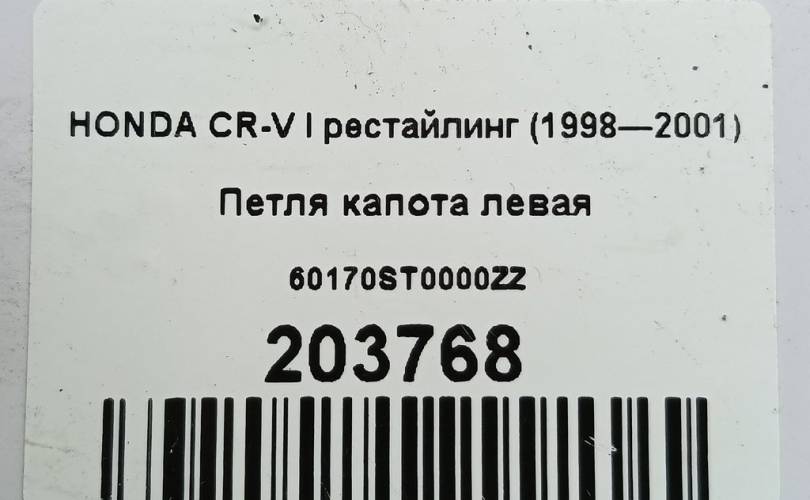 HONDA CR-V I рестайлинг (1998—2001)
Петля капота левая
60170ST0000ZZ
203768